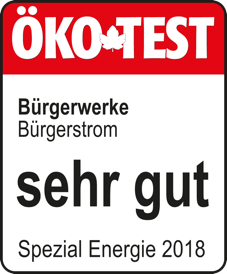 ÖKO TEST
Bürgerwerke
Bürgerstrom
sehr gut
Spezial Energie 2018